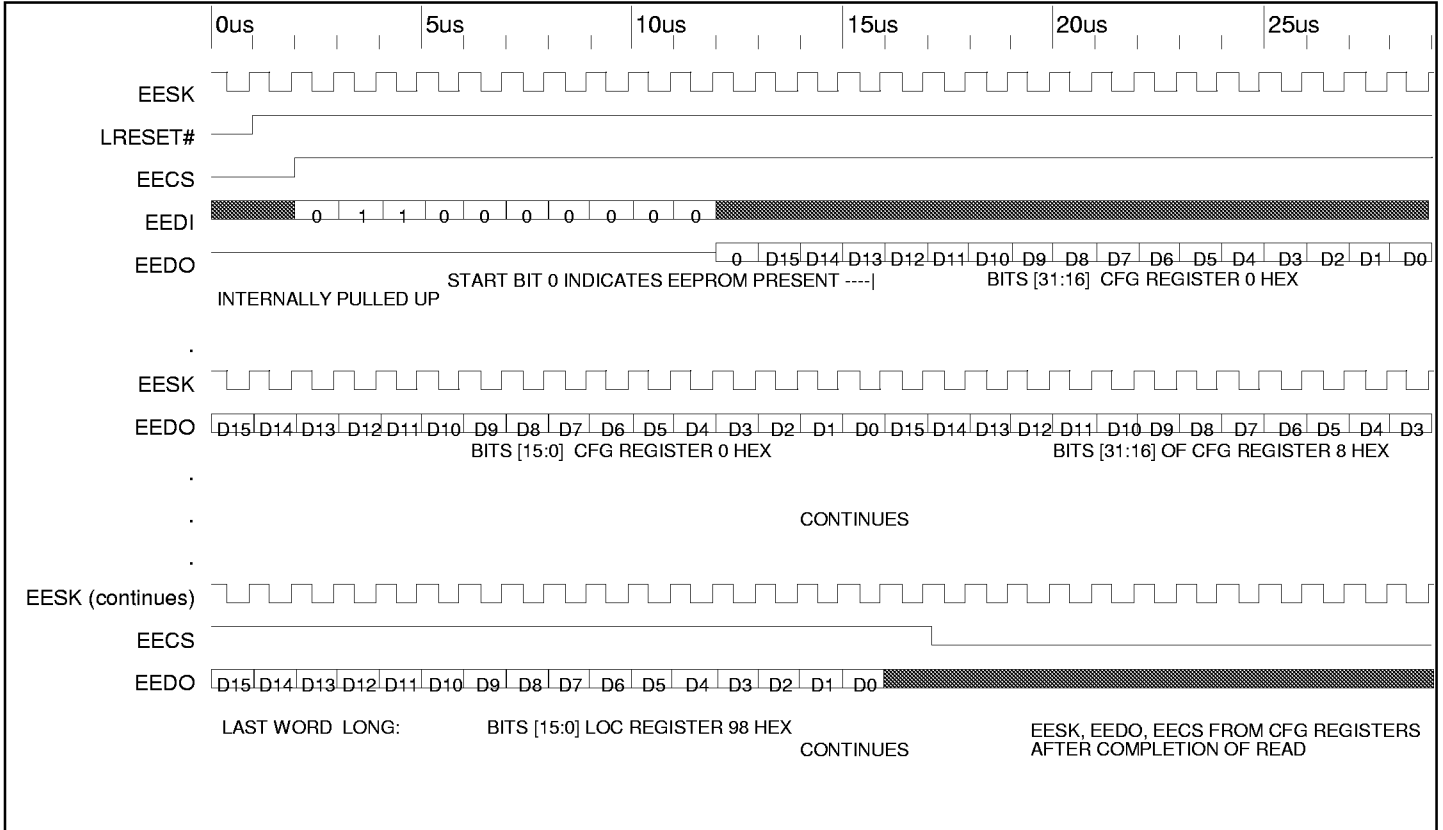 0us 5us 10us 15us 20us 25us
EESK
LRESET#
EECS
EEDI 0 1 1 0 0 0 0 0 0 0
EEDO 0 D15 D14 D13 D12 D11 D10 D9 D8 D7 D6 D5 D4 D3 D2 D1 D0
START BIT 0 INDICATES EEPROM PRESENT ----| BITS [31:16] CFG REGISTER 0 HEX
INTERNALLY PULLED UP
.
EESK
EEDO D15 D14 D13 D12 D11 D10 D9 D8 D7 D6 D5 D4 D3 D2 D1 D0 D15 D14 D13 D12 D11 D10 D9 D8 D7 D6 D5 D4 D3
BITS [15:0] CFG REGISTER 0 HEX BITS [31:16] OF CFG REGISTER 8 HEX
.
. CONTINUES
.
EESK (continues)
EECS
EEDO D15 D14 D13 D12 D11 D10 D9 D8 D7 D6 D5 D4 D3 D2 D1 D0
LAST WORD LONG: BITS [15:0] LOC REGISTER 98 HEX EESK, EEDO, EECS FROM CFG REGISTERS
CONTINUES AFTER COMPLETION OF READ